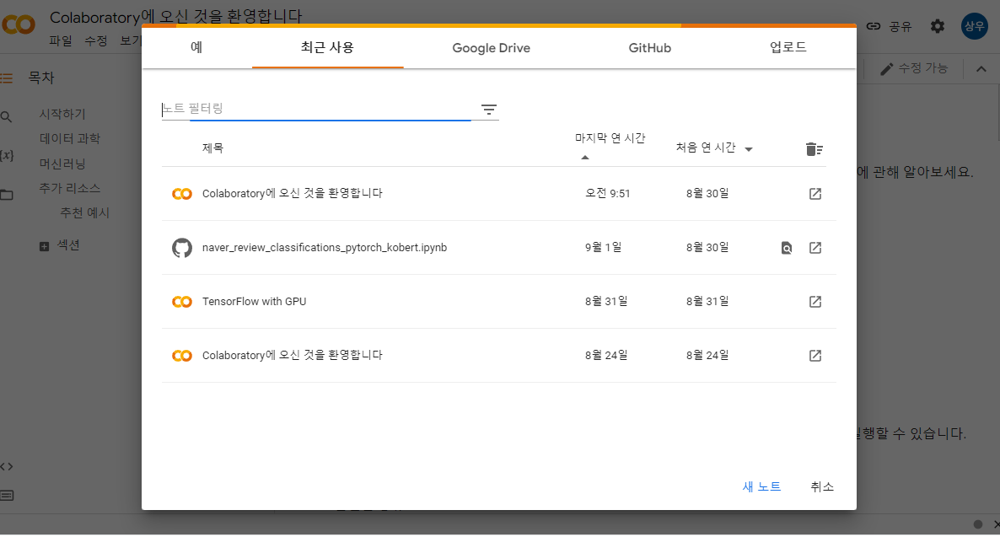 Colaboratory에 오신 것을 환영합니다
파일 수정 보기
공유
상우
예
최근 사용
Google Drive
GitHub
업로드
목차
수정 가능
시작하기
데이터 과학
머신러닝
추가 리소스
추천 예시
섹션
노트 필터링
제목
마지막 연 시간
처음 연 시간
에 관해 알아보세요.
Colaboratory에 오신 것을 환영합니다 오전 9:51 8월 30일
naver_review_classifications_pytorch_kobert.ipynb 9월 1일 8월 30일
TensorFlow with GPU 8월 31일 8월 31일
Colaboratory에 오신 것을 환영합니다 8월 24일 8월 24일
실행할 수 있습니다.
새 노트
취소